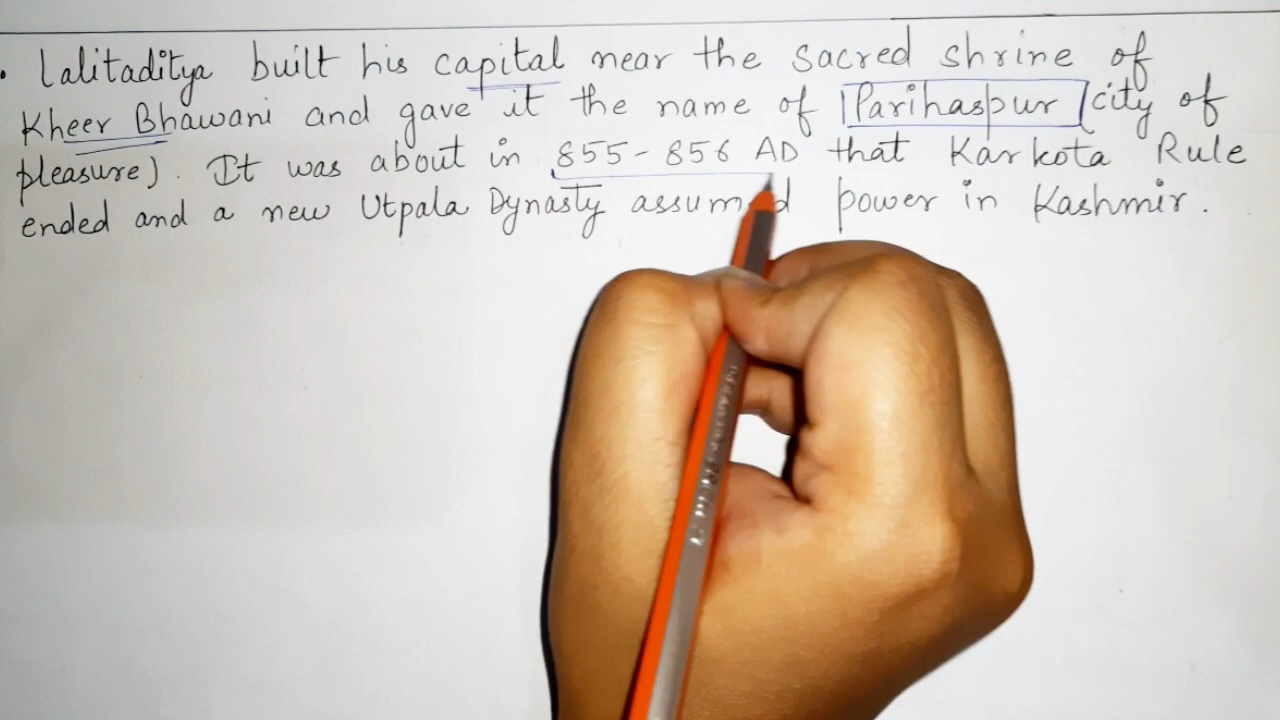 . Lalitaditya built his capital near the sacred shrine of
Kheer Bhawani and gave it the name of Parihaspur (city of
pleasure). It was about in 855-856 AD that Karkota Rule
ended and a new Utpala Dynasty assumed power in Kashmir.